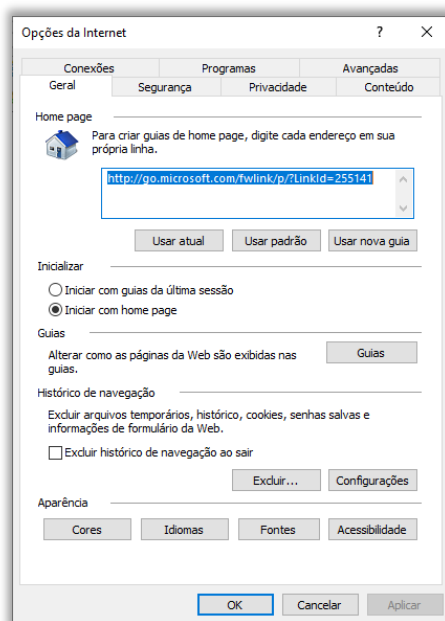 Opções da Internet
?
X
Conexões
Programas
Avançadas
Geral
Segurança
Privacidade
Conteúdo
Home page
Para criar guias de home page, digite cada endereço em sua
própria linha.
http://go.microsoft.com/fwlink/p/?LinkId=255141
Usar atual
Usar padrão
Usar nova guia
Inicializar
Iniciar com guias da última sessão
Iniciar com home page
Guias
Alterar como as páginas da Web são exibidas nas
guias.
Guias
Histórico de navegação
Excluir arquivos temporários, histórico, cookies, senhas salvas e
informações de formulário da Web.
Excluir histórico de navegação ao sair
Excluir...
Configurações
Aparência
Cores
Idiomas
Fontes
Acessibilidade
OK
Cancelar
Aplicar